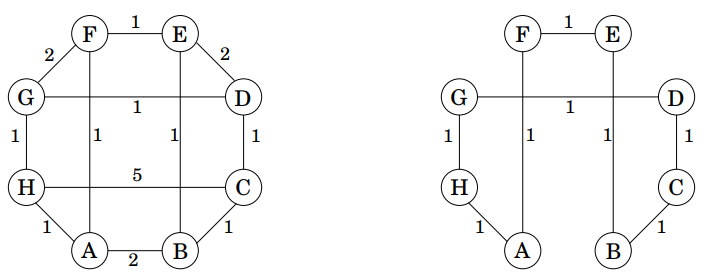 F 1 E F 1 E
2 2
G 1 D G 1 D
1 1 1 1 1 1 1 1
H 5 C H C
1 1 1 1
A 2 B A B